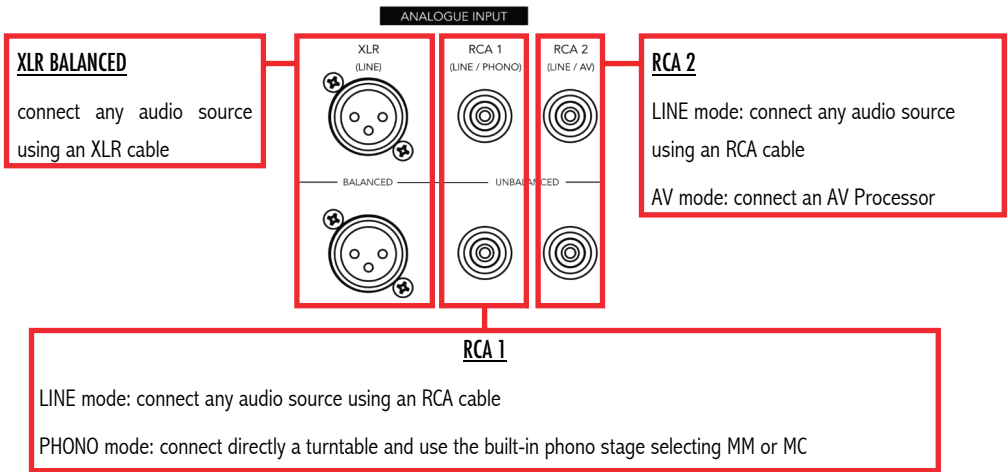 ANALOGUE INPUT
XLR BALANCED
connect any audio source
using an XLR cable
XLR
(LINE)
RCA 1
(LINE / PHONO)
RCA 2
(LINE / AV)
BALANCED
UNBALANCED
RCA 2
LINE mode: connect any audio source
using an RCA cable
AV mode: connect an AV Processor
RCA 1
LINE mode: connect any audio source using an RCA cable
PHONO mode: connect directly a turntable and use the built-in phono stage selecting MM or MC